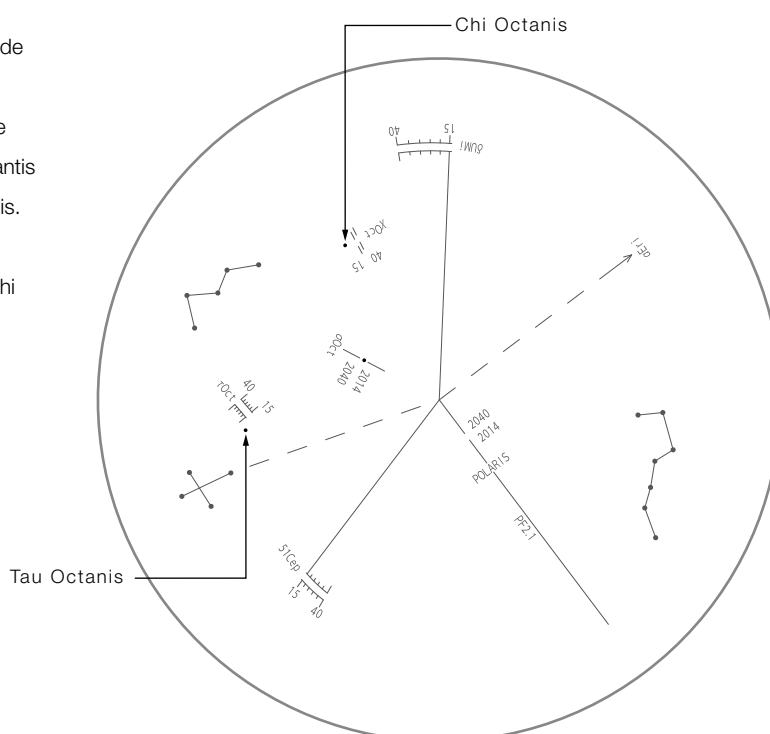 Chi Octanis
de
e
antis
is.
hi
40 15
δUMi
χOct
40
15
αEri
σOct
2040
2014
τOct
40
15
2040
2014
POLARIS
PF2.1
51Cep
15
40
Tau Octanis